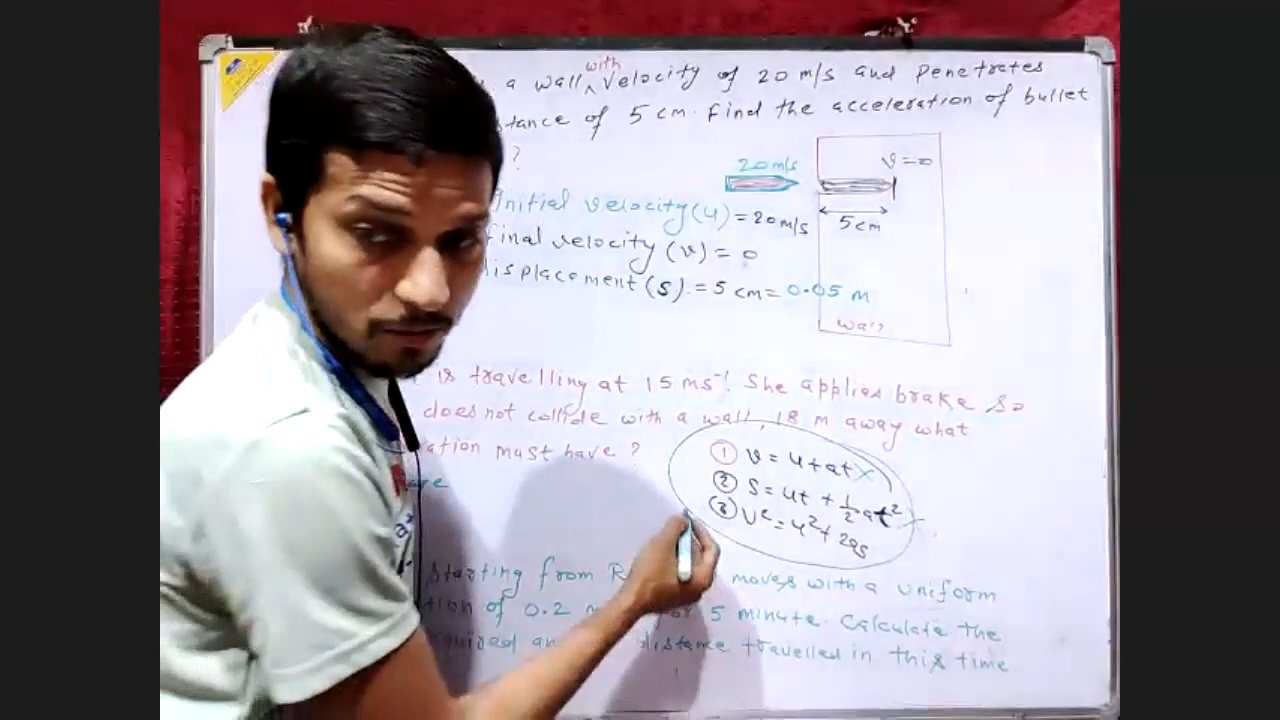 a wall with velocity of 20 m/s and penetrates
tance of 5 cm. find the acceleration of bullet
?
20 m/s
v = 0
5 cm
wall
Initial velocity (u) = 20 m/s
final velocity (v) = 0
displacement (s) = 5 cm = 0.05 m
is travelling at 15 ms⁻¹. She applies brake so
does not collide with a wall, 18 m away what
ation must have ?
① v = u + at
② s = ut + ½ at²
③ v² = u² + 2as
starting from moves with a uniform
tion of 0.2 for 5 minute. Calculate the
distance travelled in this time